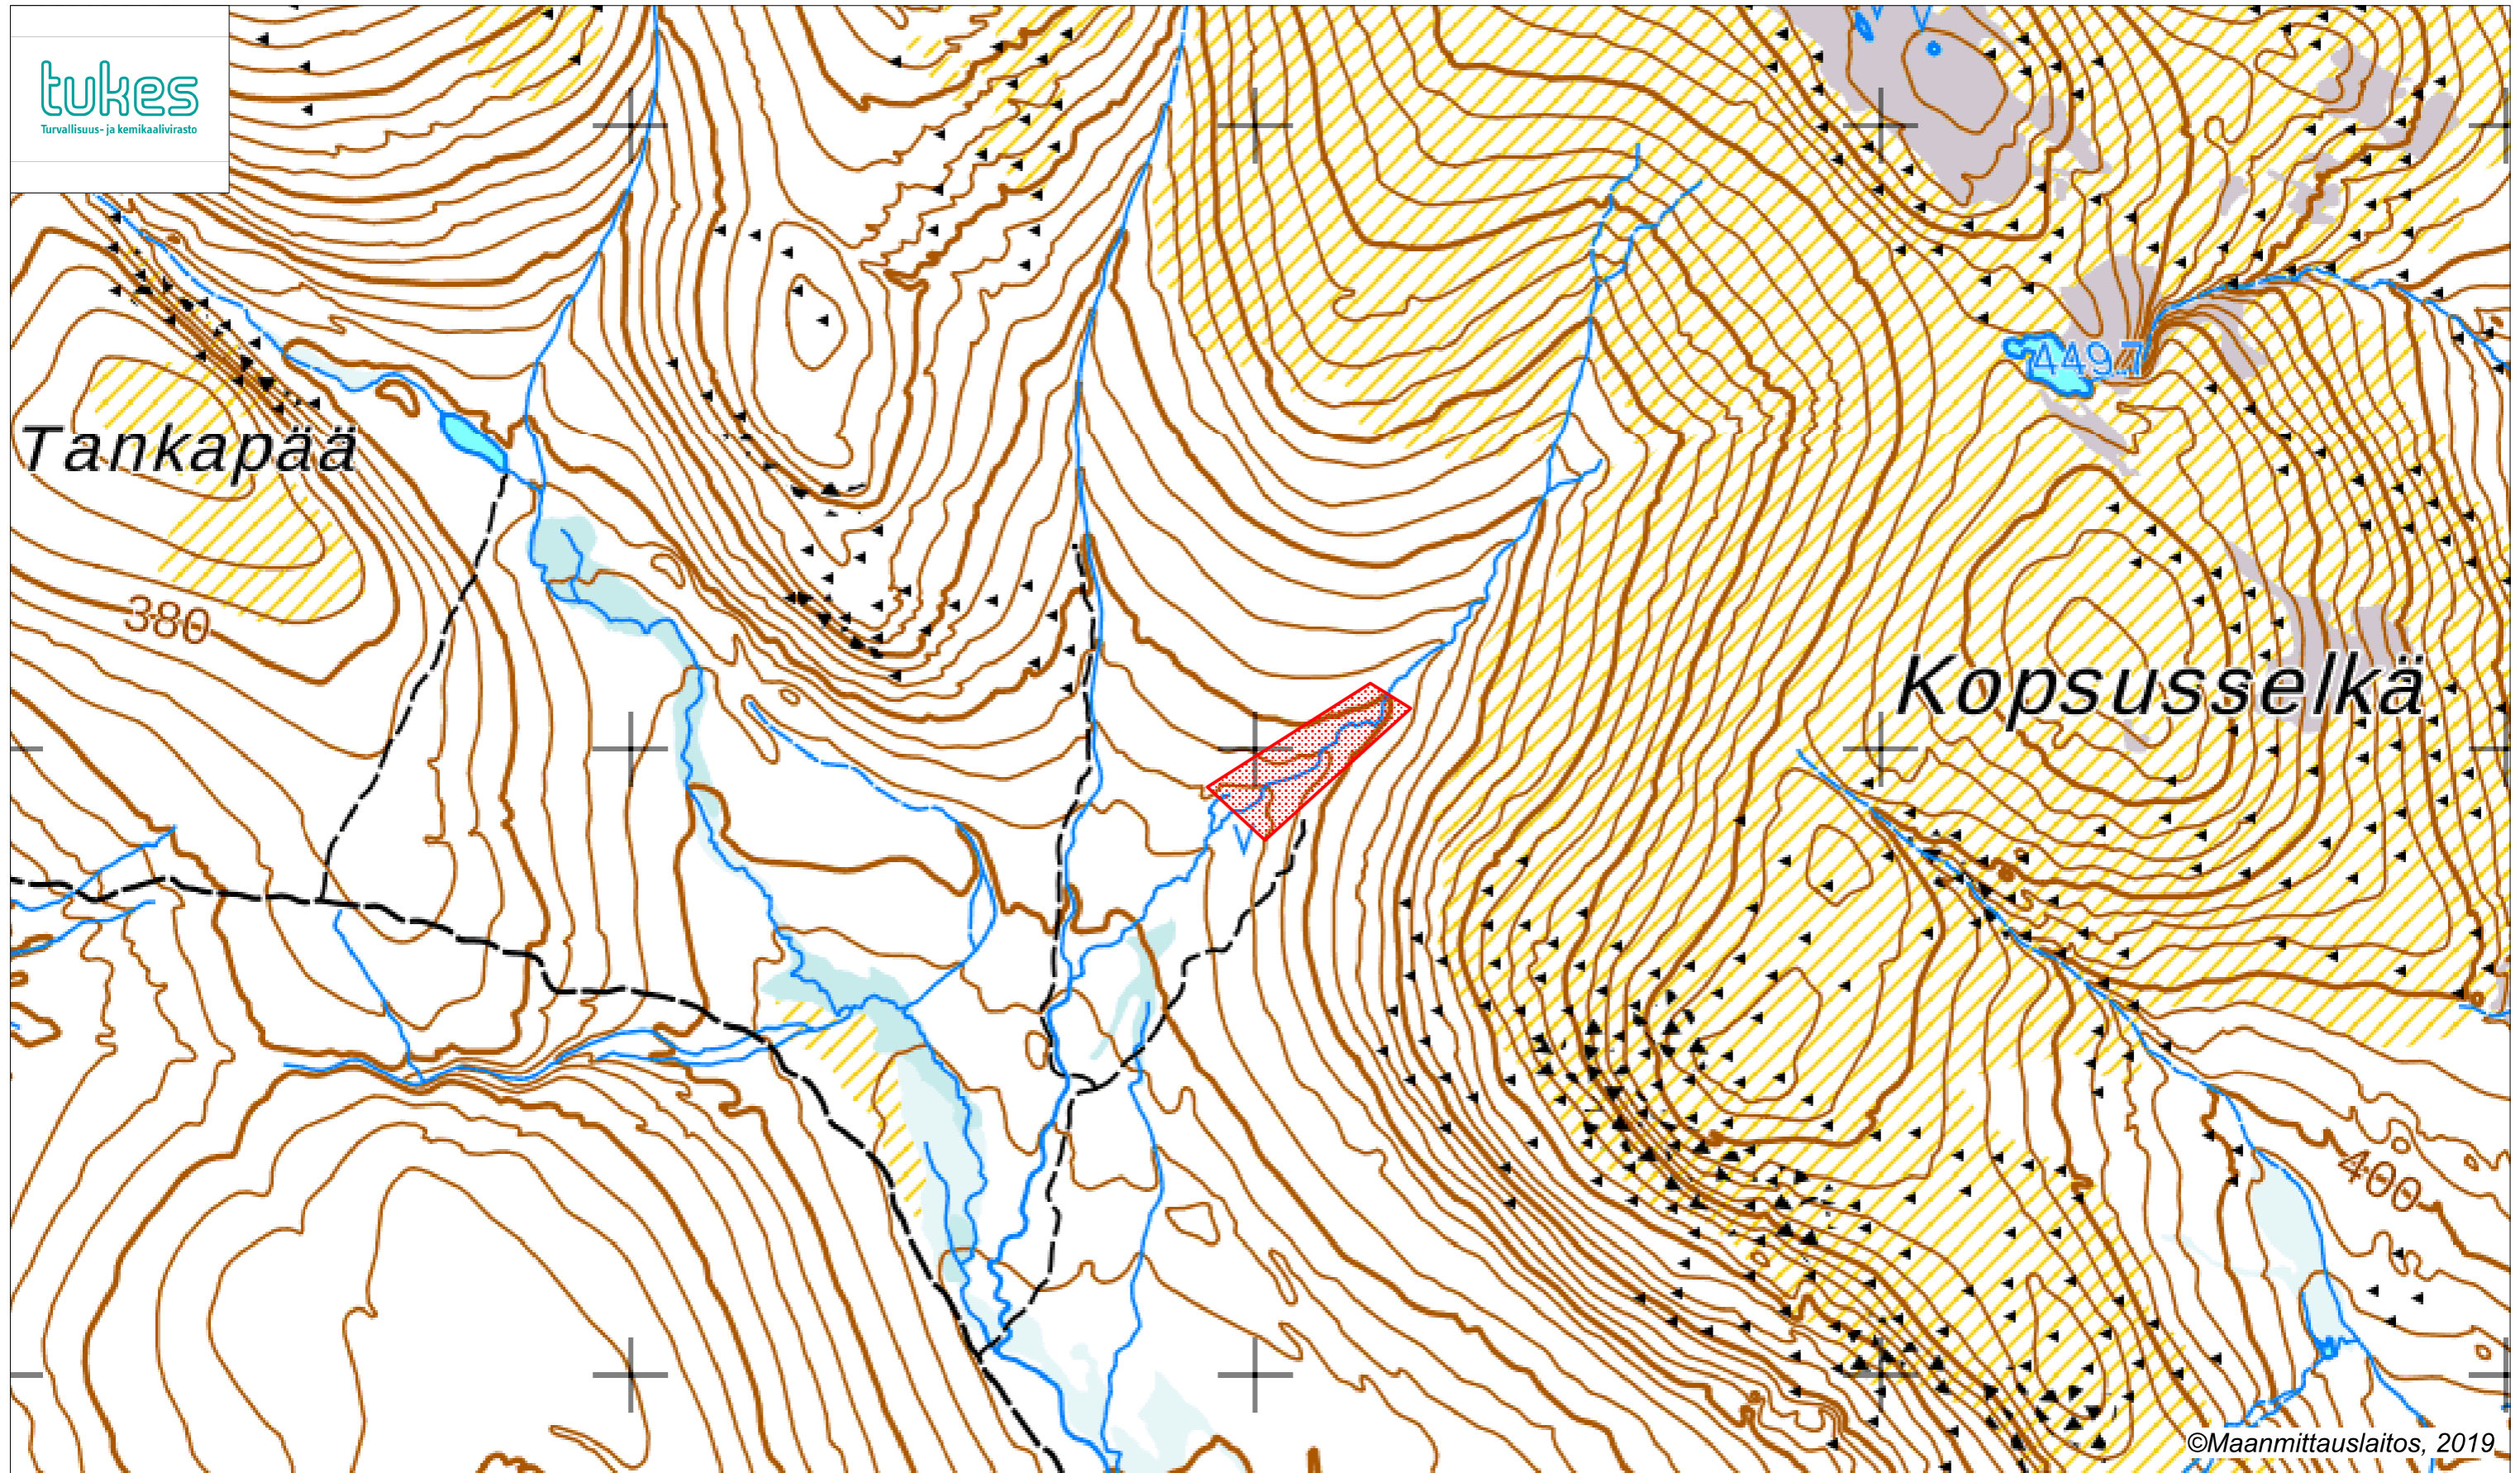 tukes
Turvallisuus- ja kemikaalivirasto
449.7
Tankapää
380
Kopsusselkä
V
400
©Maanmittauslaitos, 2019